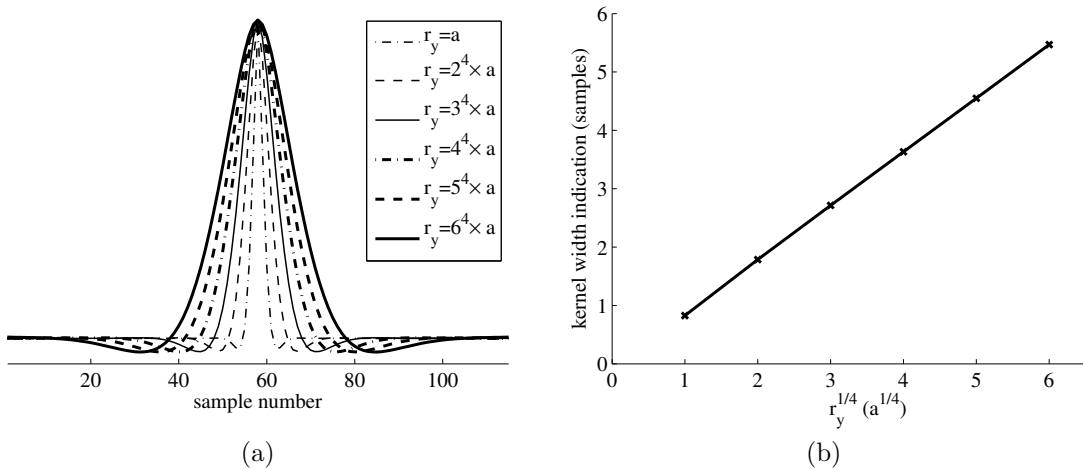 r_y=a
r_y=2^4× a
r_y=3^4× a
r_y=4^4× a
r_y=5^4× a
r_y=6^4× a
20 40 60 80 100
sample number
(a)
kernel width indication (samples)
6
5
4
3
2
1
0
0 1 2 3 4 5 6
r_y^{1/4} (a^{1/4})
(b)